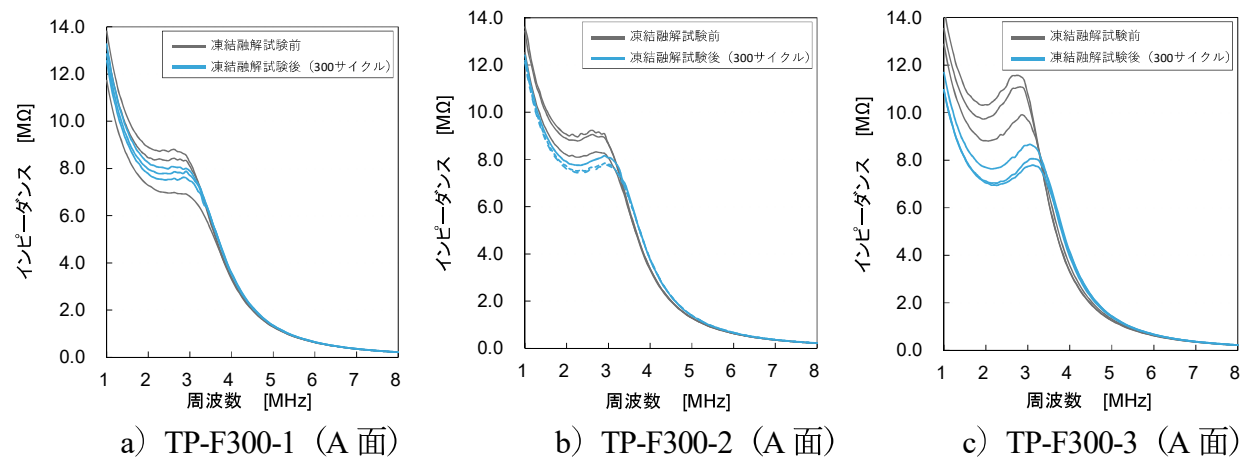 14.0
12.0
10.0
8.0
6.0
4.0
2.0
0.0
インピーダンス [MΩ]
凍結融解試験前
凍結融解試験後（300サイクル）
1 2 3 4 5 6 7 8
周波数 [MHz]
a）TP-F300-1（A 面）
14.0
12.0
10.0
8.0
6.0
4.0
2.0
0.0
インピーダンス [MΩ]
凍結融解試験前
凍結融解試験後（300サイクル）
1 2 3 4 5 6 7 8
周波数 [MHz]
b）TP-F300-2（A 面）
14.0
12.0
10.0
8.0
6.0
4.0
2.0
0.0
インピーダンス [MΩ]
凍結融解試験前
凍結融解試験後（300サイクル）
1 2 3 4 5 6 7 8
周波数 [MHz]
c）TP-F300-3（A 面）